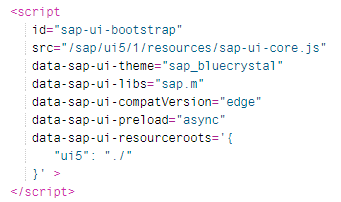 <script
id="sap-ui-bootstrap"
src="/sap/ui5/1/resources/sap-ui-core.js"
data-sap-ui-theme="sap_bluecrystal"
data-sap-ui-libs="sap.m"
data-sap-ui-compatVersion="edge"
data-sap-ui-preload="async"
data-sap-ui-resourceroots='{
"ui5": "./"
}' >
</script>